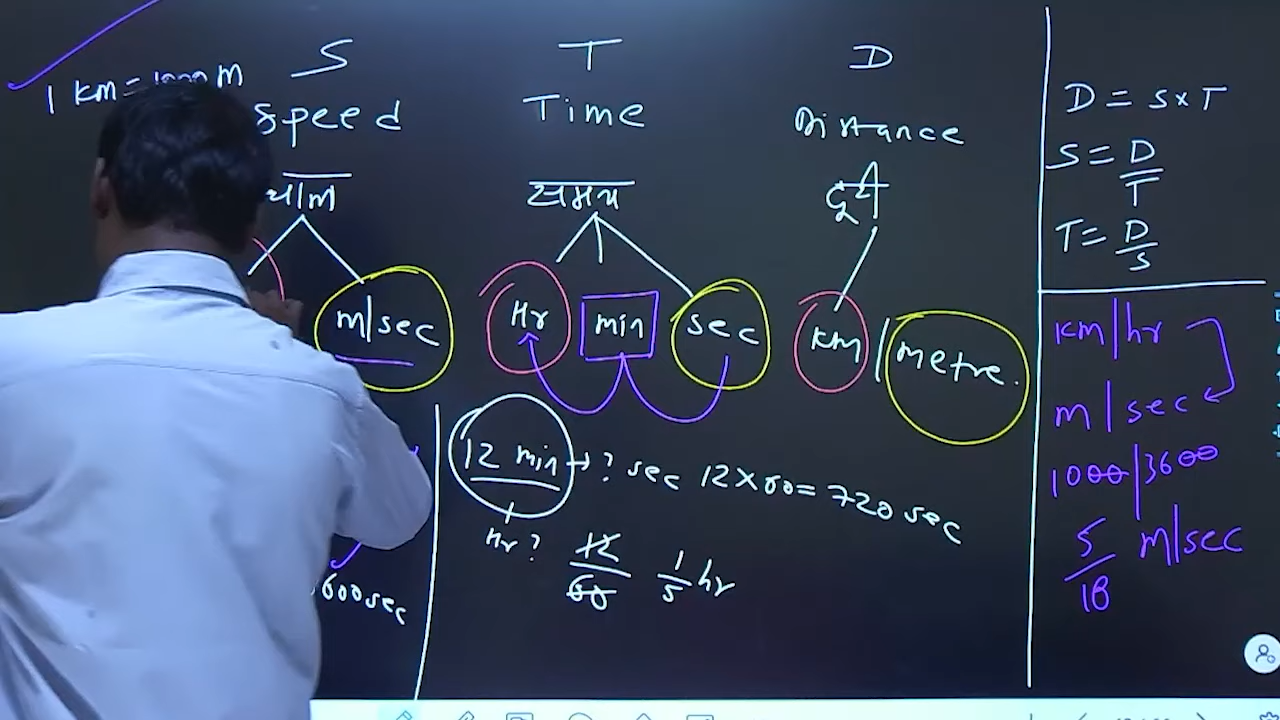 1 km = 1000 m
S T D
Speed Time Distance
चाल समय दूरी
m/sec Hr min sec km / metre.
12 min → ? sec 12 × 60 = 720 sec
Hr ? 12/60 1/5 hr
600 sec
D = S × T
S = D/T
T = D/S
km/hr
m/sec
1000/3600
5/18 m/sec